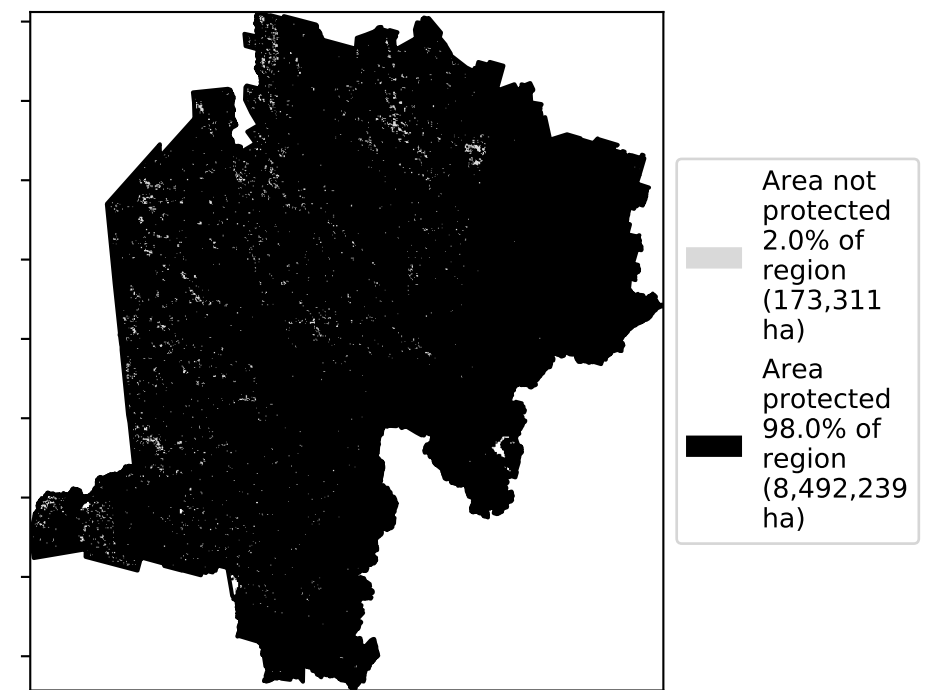 Area not
protected
2.0% of
region
(173,311
ha)
Area
protected
98.0% of
region
(8,492,239
ha)